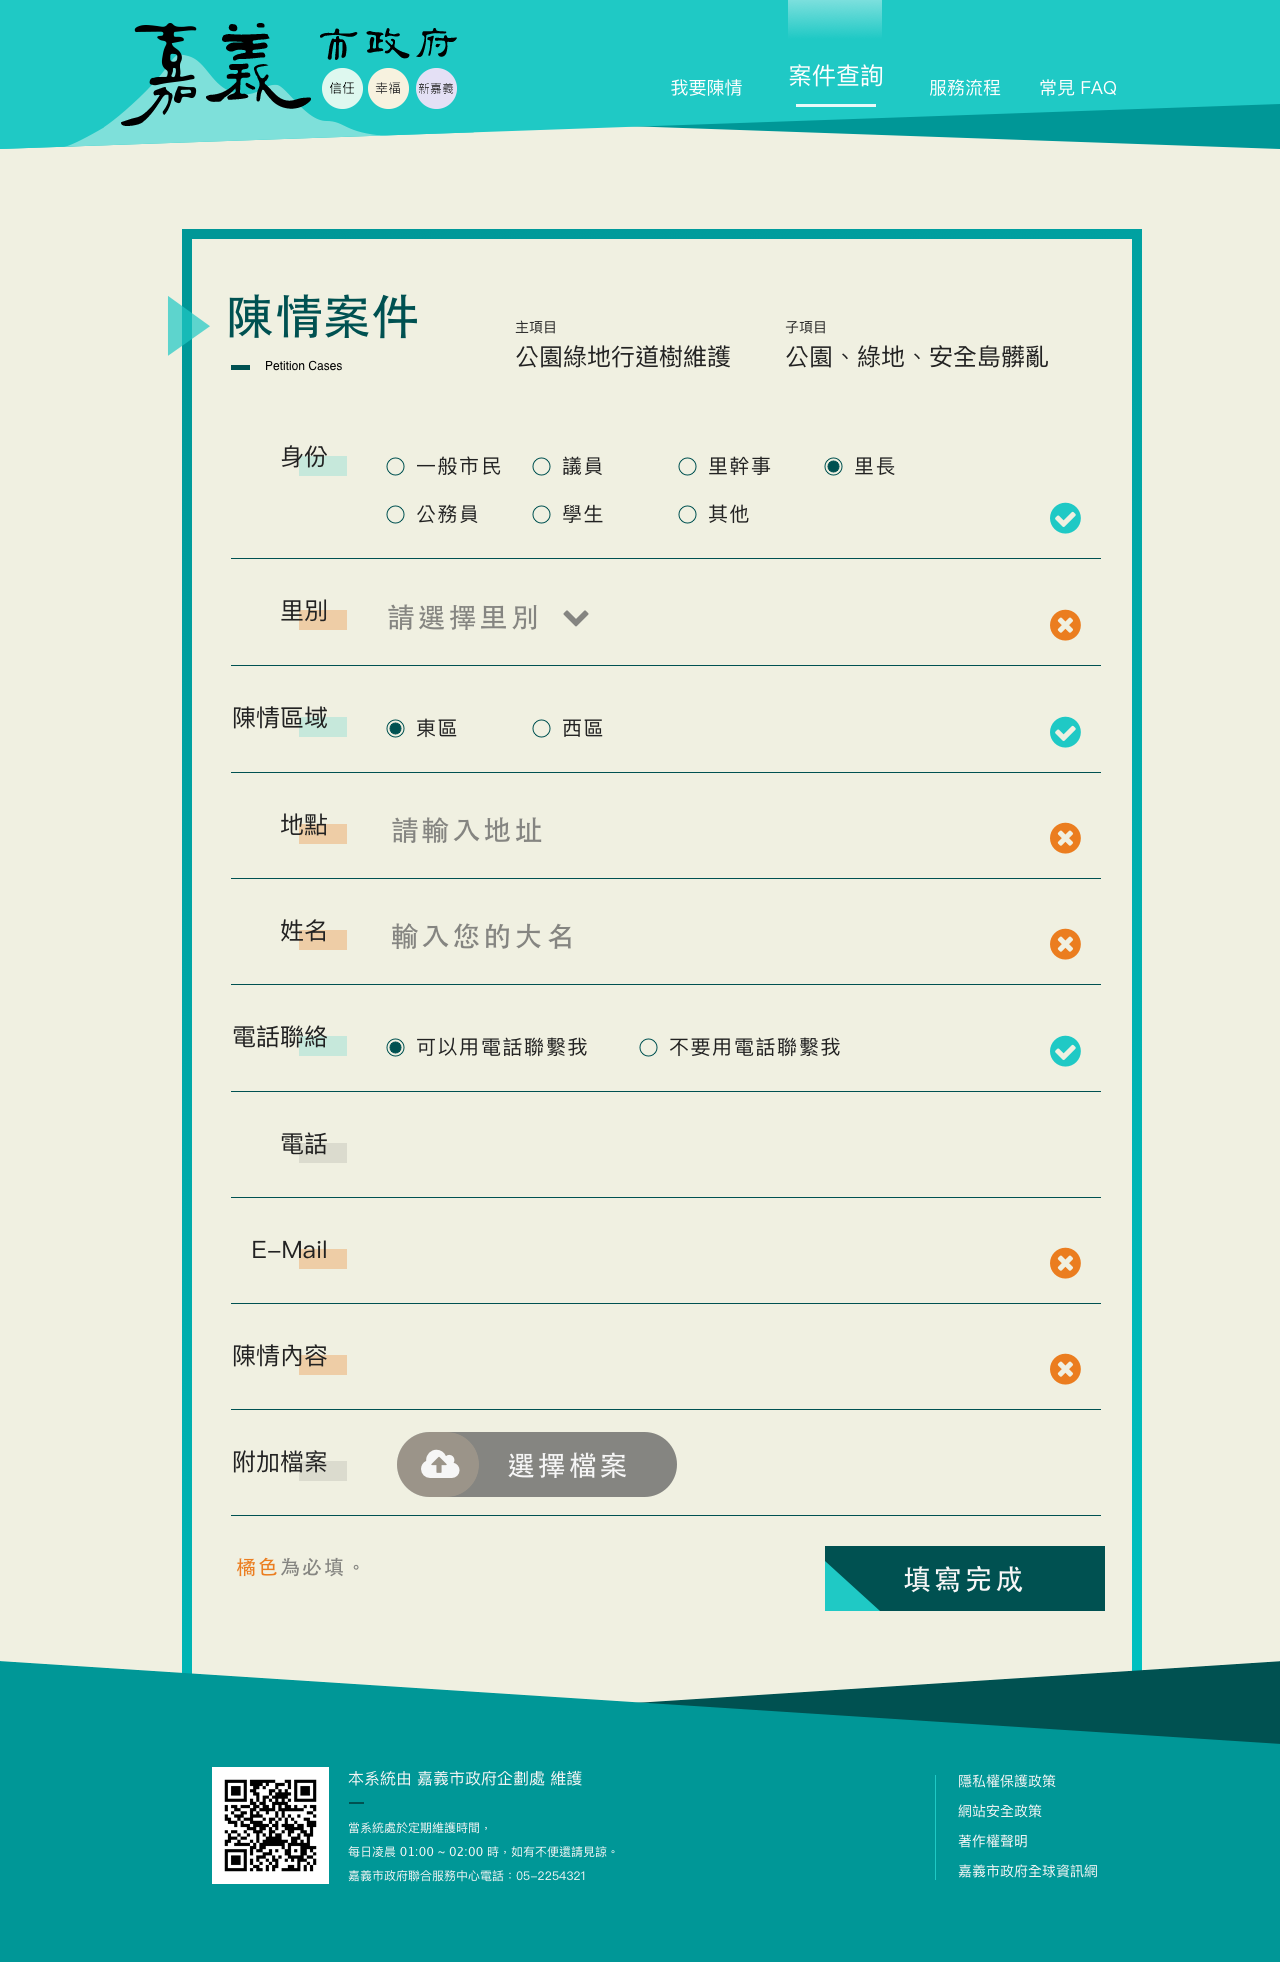 嘉義市政府
信任 幸福 新嘉義
我要陳情 案件查詢 服務流程 常見 FAQ
陳情案件
Petition Cases
主項目
公園綠地行道樹維護
子項目
公園、綠地、安全島髒亂
身份
一般市民 議員 里幹事 里長
公務員 學生 其他
里別 請選擇里別
陳情區域 東區 西區
地點 請輸入地址
姓名 輸入您的大名
電話聯絡 可以用電話聯繫我 不要用電話聯繫我
電話
E-Mail
陳情內容
附加檔案 選擇檔案
橘色為必填。
填寫完成
本系統由 嘉義市政府企劃處 維護
當系統處於定期維護時間，
每日凌晨 01:00 ~ 02:00 時，如有不便還請見諒。
嘉義市政府聯合服務中心電話：05-2254321
隱私權保護政策
網站安全政策
著作權聲明
嘉義市政府全球資訊網